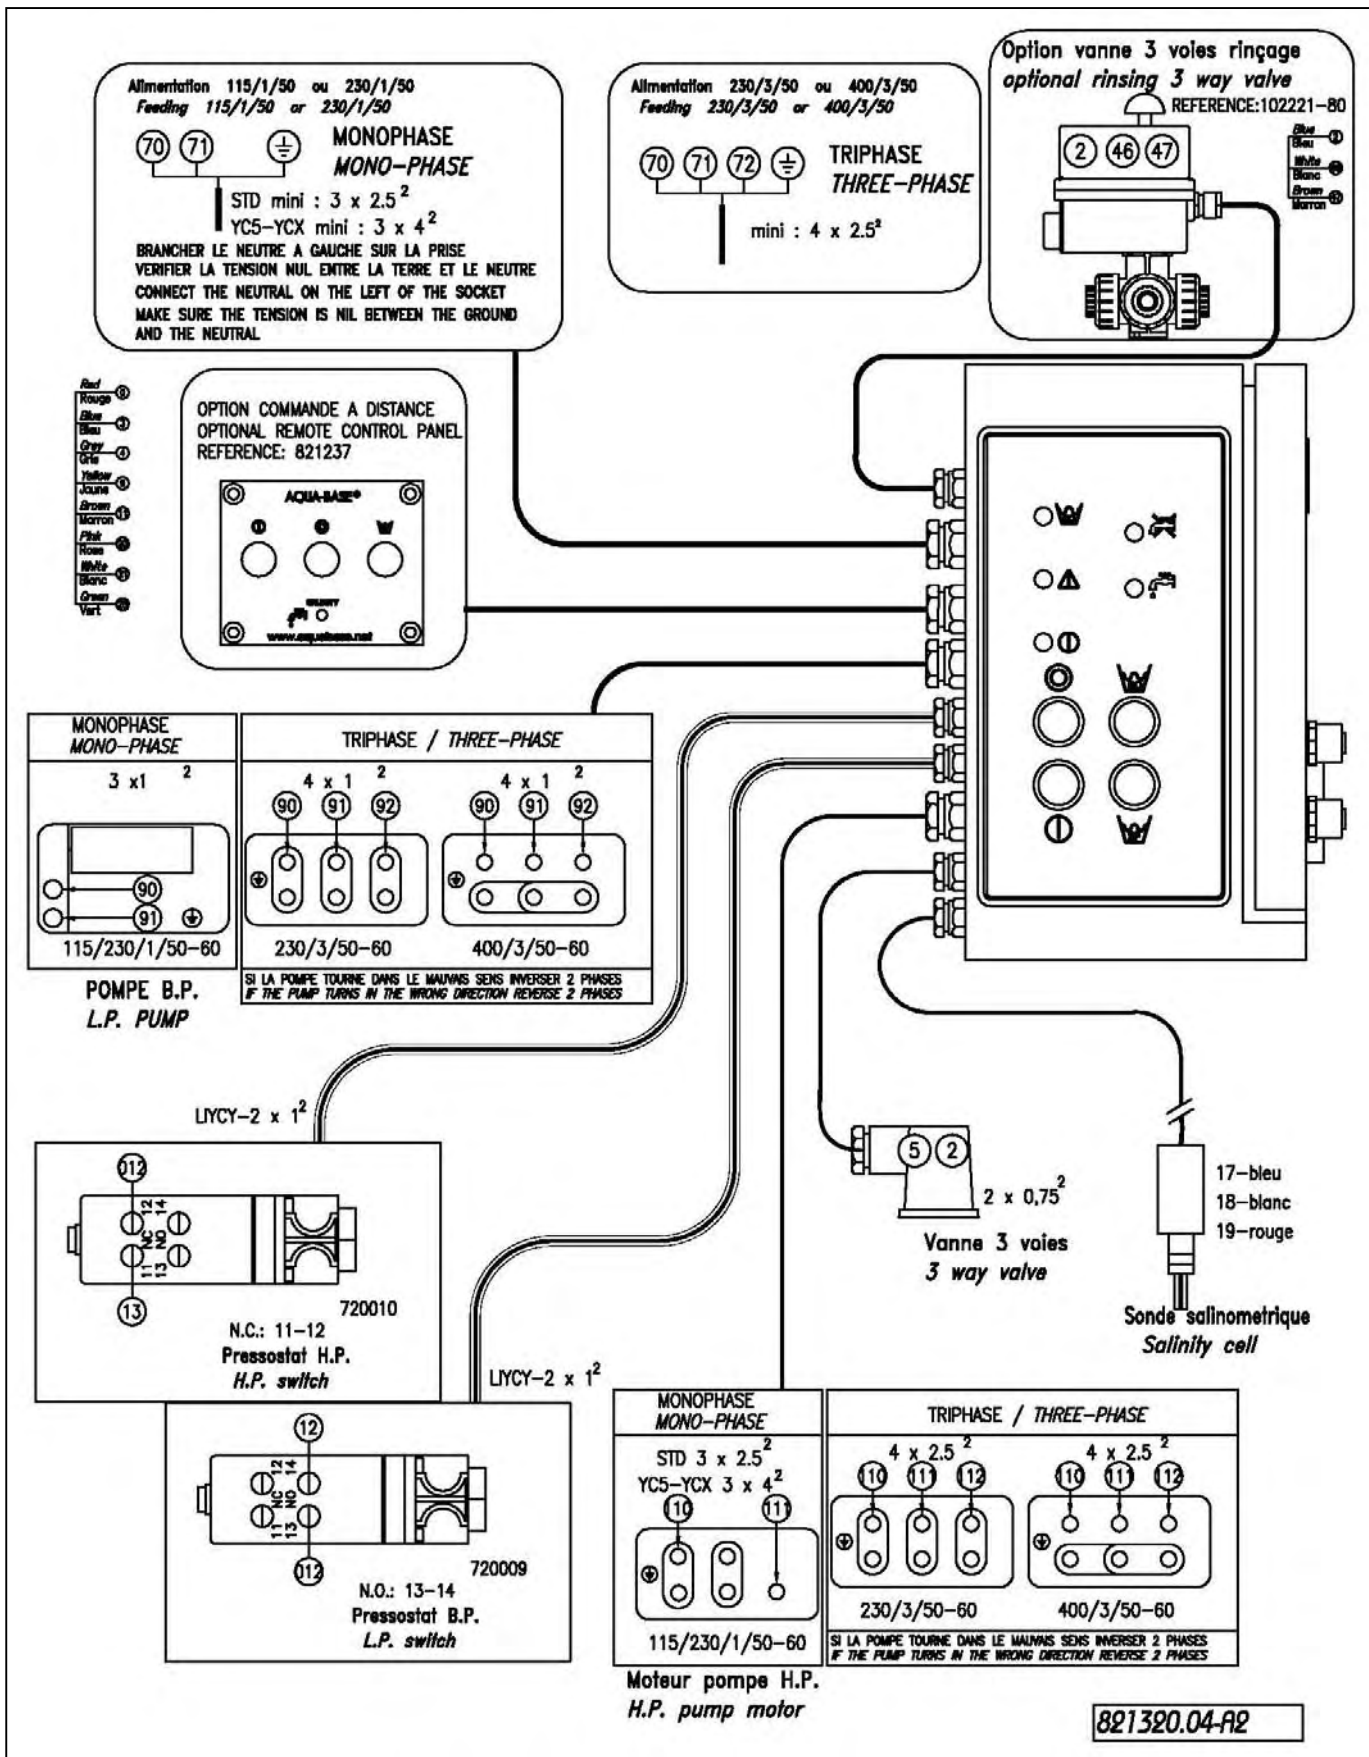 Alimentation 115/1/50 ou 230/1/50
Feeding 115/1/50 or 230/1/50
70 71
MONOPHASE
MONO-PHASE
STD mini : 3 x 2.5²
YC5-YCX mini : 3 x 4²
BRANCHER LE NEUTRE A GAUCHE SUR LA PRISE
VERIFIER LA TENSION NUL ENTRE LA TERRE ET LE NEUTRE
CONNECT THE NEUTRAL ON THE LEFT OF THE SOCKET
MAKE SURE THE TENSION IS NIL BETWEEN THE GROUND
AND THE NEUTRAL
Alimentation 230/3/50 ou 400/3/50
Feeding 230/3/50 or 400/3/50
70 71 72
TRIPHASE
THREE-PHASE
mini : 4 x 2.5²
Option vanne 3 voies rinçage
optional rinsing 3 way valve
REFERENCE:102221-80
2 46 47
Blue
Bleu
White
Blanc
Brown
Marron
Red
Rouge
Blue
Bleu
Grey
Gris
Yellow
Jaune
Brown
Marron
Pink
Rose
White
Blanc
Green
Vert
OPTION COMMANDE A DISTANCE
OPTIONAL REMOTE CONTROL PANEL
REFERENCE: 821237
AQUA-BASE®
www.aquabase.net
MONOPHASE
MONO-PHASE
3 x1 ²
90
91
115/230/1/50-60
POMPE B.P.
L.P. PUMP
TRIPHASE / THREE-PHASE
4 x 1 ²
90 91 92
230/3/50-60
4 x 1 ²
90 91 92
400/3/50-60
SI LA POMPE TOURNE DANS LE MAUVAIS SENS INVERSER 2 PHASES
IF THE PUMP TURNS IN THE WRONG DIRECTION REVERSE 2 PHASES
LIYCY-2 x 1²
012
12 14
NC NO
11 13
13
720010
N.C.: 11-12
Pressostat H.P.
H.P. switch
LIYCY-2 x 1²
12
12 14
NC NO
11 13
012
720009
N.O.: 13-14
Pressostat B.P.
L.P. switch
5 2
2 x 0,75²
Vanne 3 voies
3 way valve
17-bleu
18-blanc
19-rouge
Sonde salinometrique
Salinity cell
MONOPHASE
MONO-PHASE
STD 3 x 2.5²
YC5-YCX 3 x 4²
110 111
115/230/1/50-60
Moteur pompe H.P.
H.P. pump motor
TRIPHASE / THREE-PHASE
4 x 2.5 ²
110 111 112
230/3/50-60
4 x 2.5 ²
110 111 112
400/3/50-60
SI LA POMPE TOURNE DANS LE MAUVAIS SENS INVERSER 2 PHASES
IF THE PUMP TURNS IN THE WRONG DIRECTION REVERSE 2 PHASES
821320.04-A2